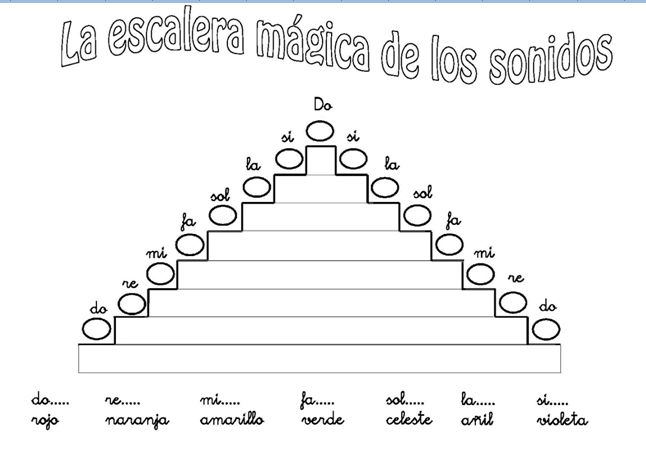 La escalera mágica de los sonidos
Do
si si
la la
sol sol
fa fa
mi mi
re re
do do
do..... re..... mi..... fa..... sol..... la..... si.....
rojo naranja amarillo verde celeste añil violeta